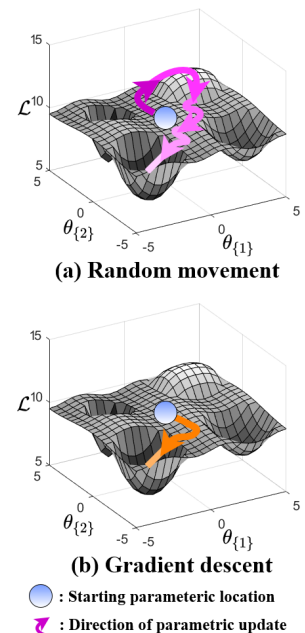 15
10
ℒ
5
5
0
-5
-5
0
5
θ{2}
θ{1}
(a) Random movement
15
10
ℒ
5
5
0
-5
-5
0
5
θ{2}
θ{1}
(b) Gradient descent
: Starting parameteric location
: Direction of parametric update